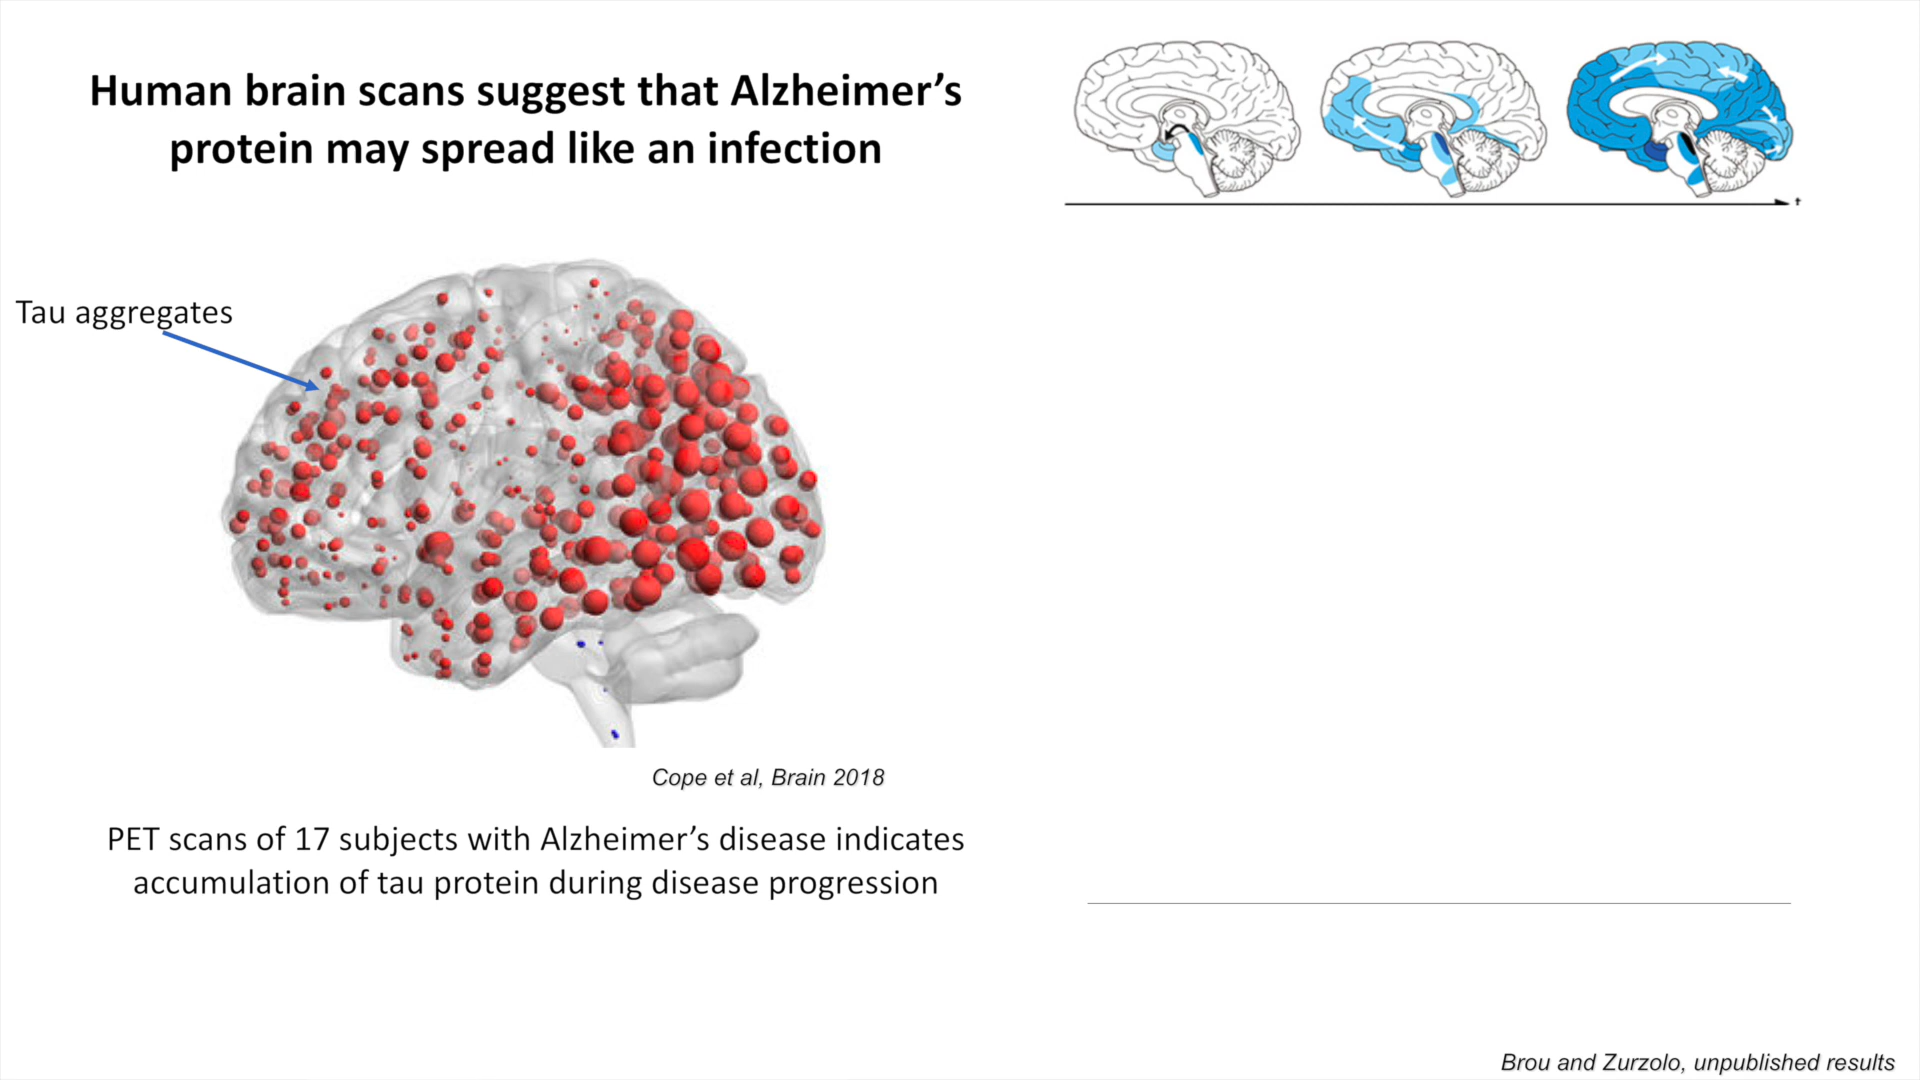 Human brain scans suggest that Alzheimer’s
protein may spread like an infection
t
Tau aggregates
Cope et al, Brain 2018
PET scans of 17 subjects with Alzheimer’s disease indicates
accumulation of tau protein during disease progression
Brou and Zurzolo, unpublished results